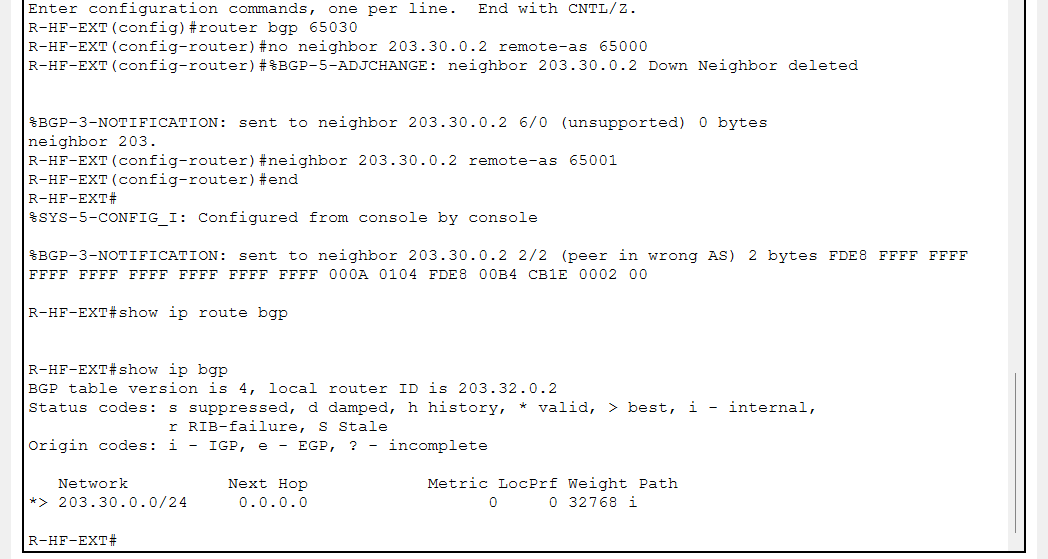 Enter configuration commands, one per line.  End with CNTL/Z.
R-HF-EXT(config)#router bgp 65030
R-HF-EXT(config-router)#no neighbor 203.30.0.2 remote-as 65000
R-HF-EXT(config-router)#%BGP-5-ADJCHANGE: neighbor 203.30.0.2 Down Neighbor deleted
%BGP-3-NOTIFICATION: sent to neighbor 203.30.0.2 6/0 (unsupported) 0 bytes
neighbor 203.
R-HF-EXT(config-router)#neighbor 203.30.0.2 remote-as 65001
R-HF-EXT(config-router)#end
R-HF-EXT#
%SYS-5-CONFIG_I: Configured from console by console
%BGP-3-NOTIFICATION: sent to neighbor 203.30.0.2 2/2 (peer in wrong AS) 2 bytes FDE8 FFFF FFFF
FFFF FFFF FFFF FFFF FFFF FFFF 000A 0104 FDE8 00B4 CB1E 0002 00
R-HF-EXT#show ip route bgp
R-HF-EXT#show ip bgp
BGP table version is 4, local router ID is 203.32.0.2
Status codes: s suppressed, d damped, h history, * valid, > best, i - internal,
              r RIB-failure, S Stale
Origin codes: i - IGP, e - EGP, ? - incomplete
   Network          Next Hop            Metric LocPrf Weight Path
*> 203.30.0.0/24     0.0.0.0                  0     0 32768 i
R-HF-EXT#